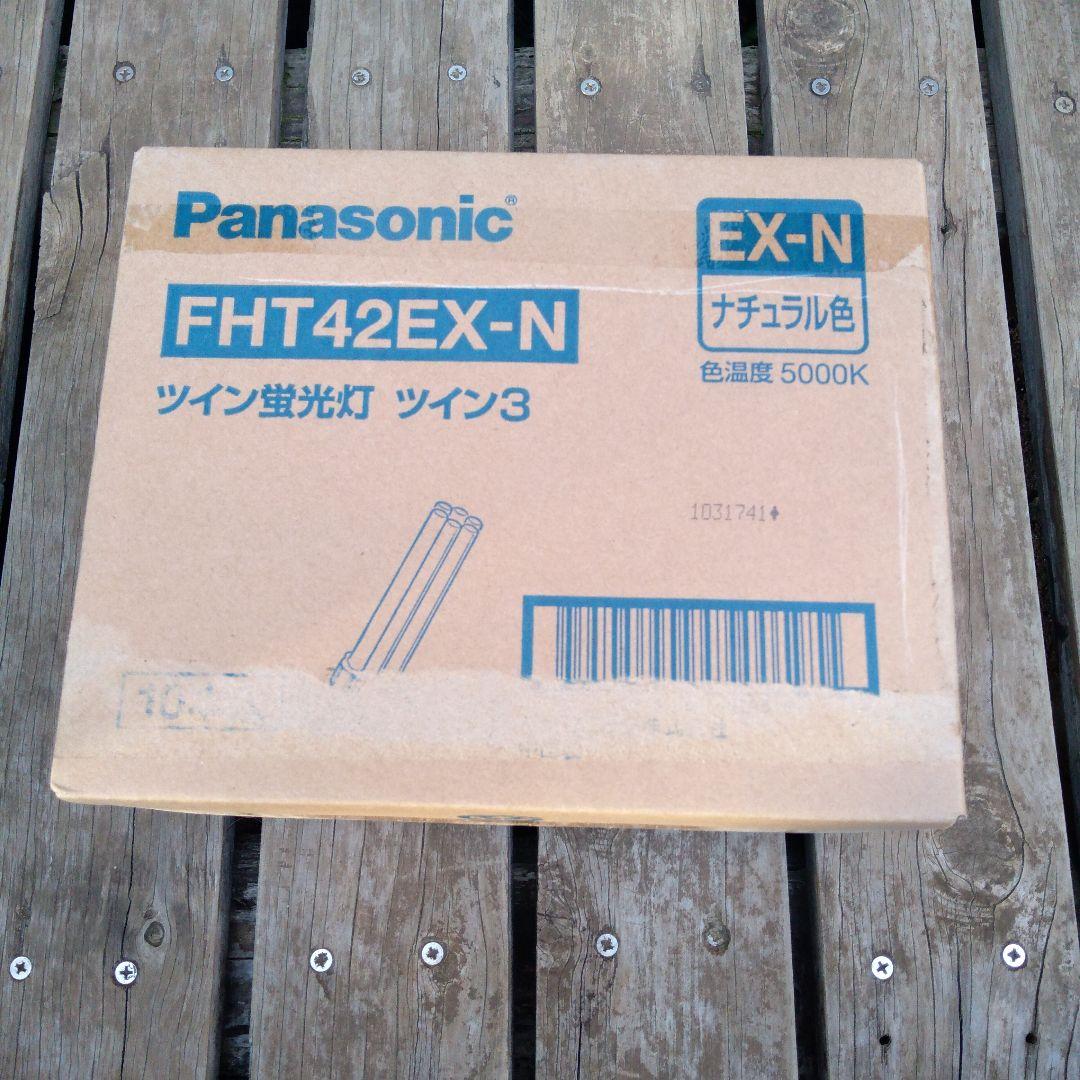 Panasonic®
EX-N
FHT42EX-N
ナチュラル色
色温度 5000K
ツイン蛍光灯 ツイン3
1031741♦